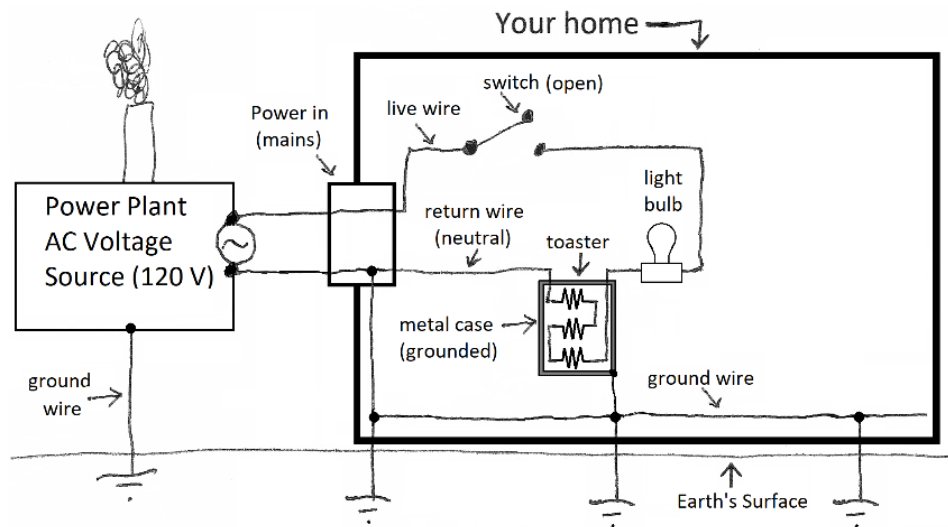 Your home
switch (open)
Power in
(mains)
live wire
light
bulb
Power Plant
AC Voltage
Source (120 V)
return wire
(neutral)
toaster
metal case
(grounded)
ground
wire
ground wire
Earth's Surface